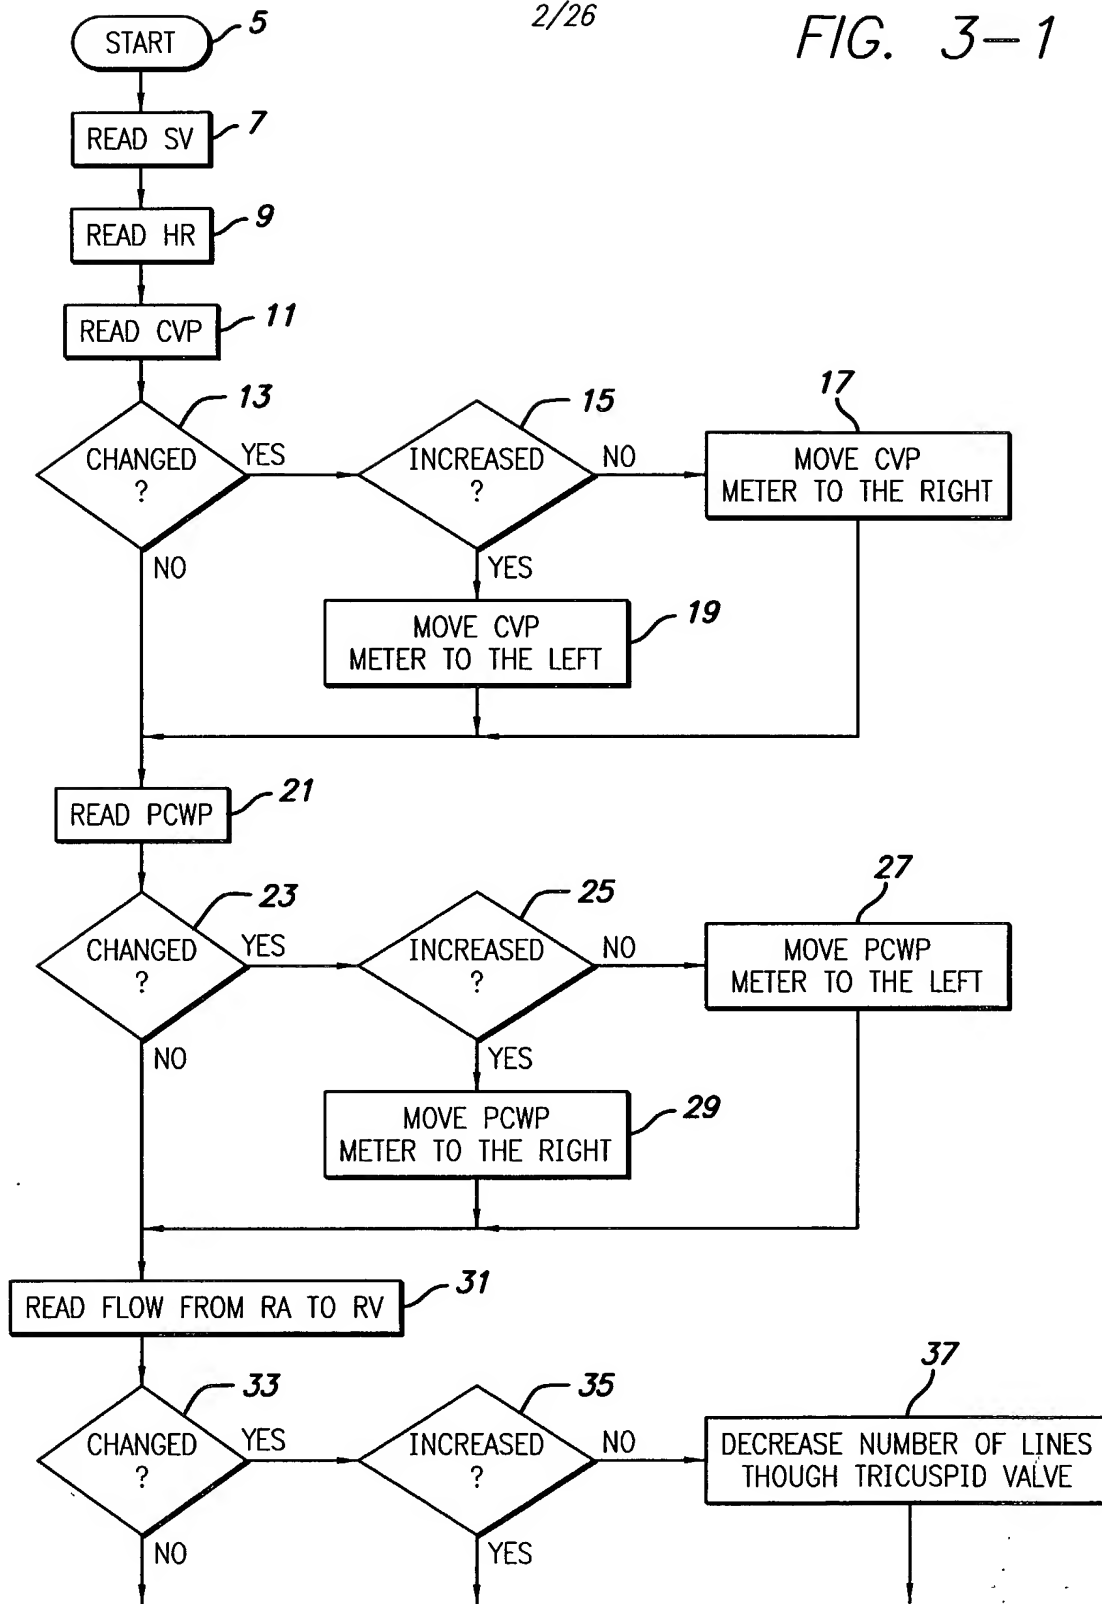 2/26
FIG. 3-1
START
5
READ SV
7
READ HR
9
READ CVP
11
CHANGED
?
13
YES
NO
INCREASED
?
15
NO
YES
MOVE CVP
METER TO THE RIGHT
17
MOVE CVP
METER TO THE LEFT
19
READ PCWP
21
CHANGED
?
23
YES
NO
INCREASED
?
25
NO
YES
MOVE PCWP
METER TO THE LEFT
27
MOVE PCWP
METER TO THE RIGHT
29
READ FLOW FROM RA TO RV
31
CHANGED
?
33
YES
NO
INCREASED
?
35
NO
YES
DECREASE NUMBER OF LINES
THOUGH TRICUSPID VALVE
37